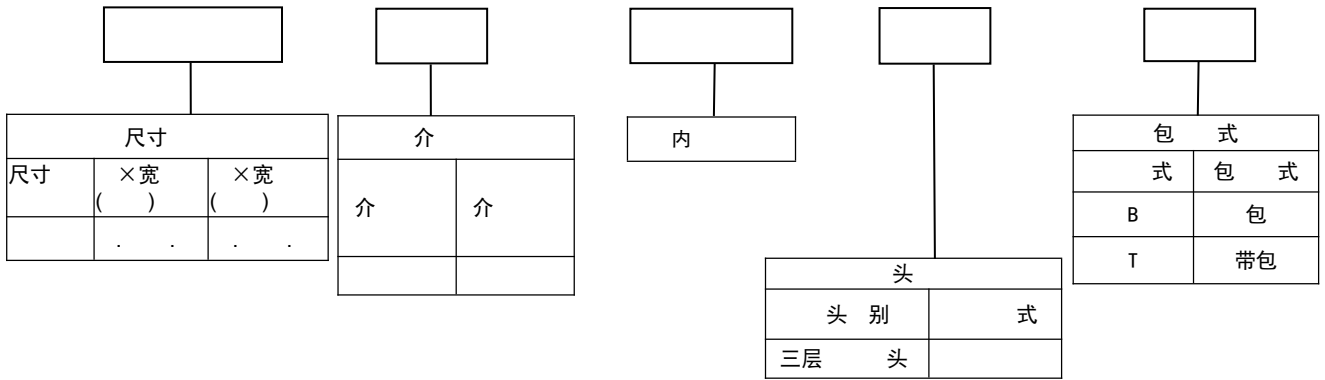 尺寸
尺寸 ×宽 ×宽
( ) ( )
. . . .
介
介 介
内
头
头 别 式
三层 头
包 式
式 包 式
B 包
T 带包